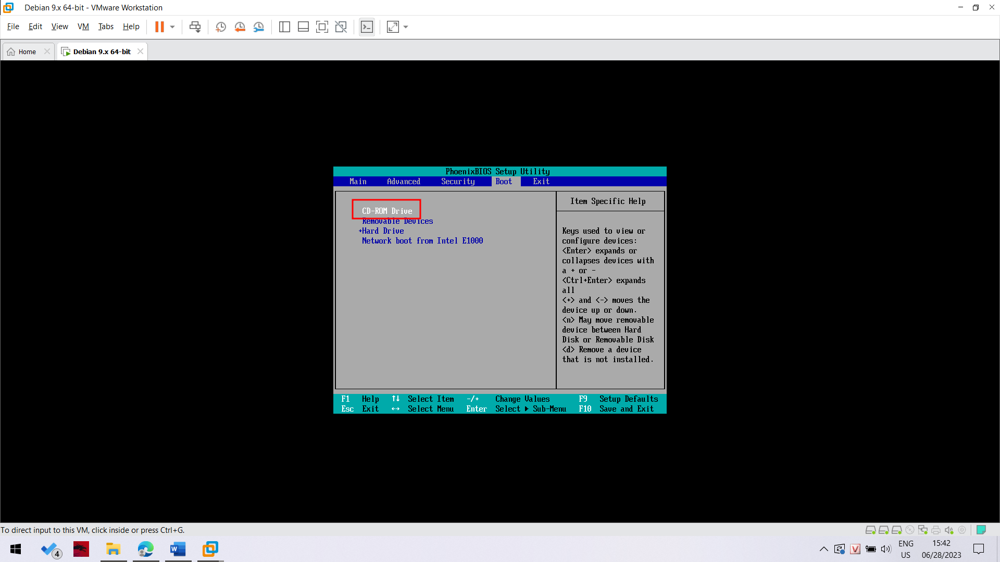 Debian 9.x 64-bit - VMware Workstation
File Edit View VM Tabs Help
Home Debian 9.x 64-bit
PhoenixBIOS Setup Utility
Main Advanced Security Boot Exit
CD-ROM Drive
Removable Devices
+Hard Drive
Network boot from Intel E1000
Item Specific Help
Keys used to view or
configure devices:
<Enter> expands or
collapses devices with
a + or -
<Ctrl+Enter> expands
all
<+> and <-> moves the
device up or down.
<n> May move removable
device between Hard
Disk or Removable Disk
<d> Remove a device
that is not installed.
F1 Help ↑↓ Select Item -/+ Change Values F9 Setup Defaults
Esc Exit ↔ Select Menu Enter Select ▶ Sub-Menu F10 Save and Exit
To direct input to this VM, click inside or press Ctrl+G.
4
W
V
ENG
US
15:42
06/28/2023